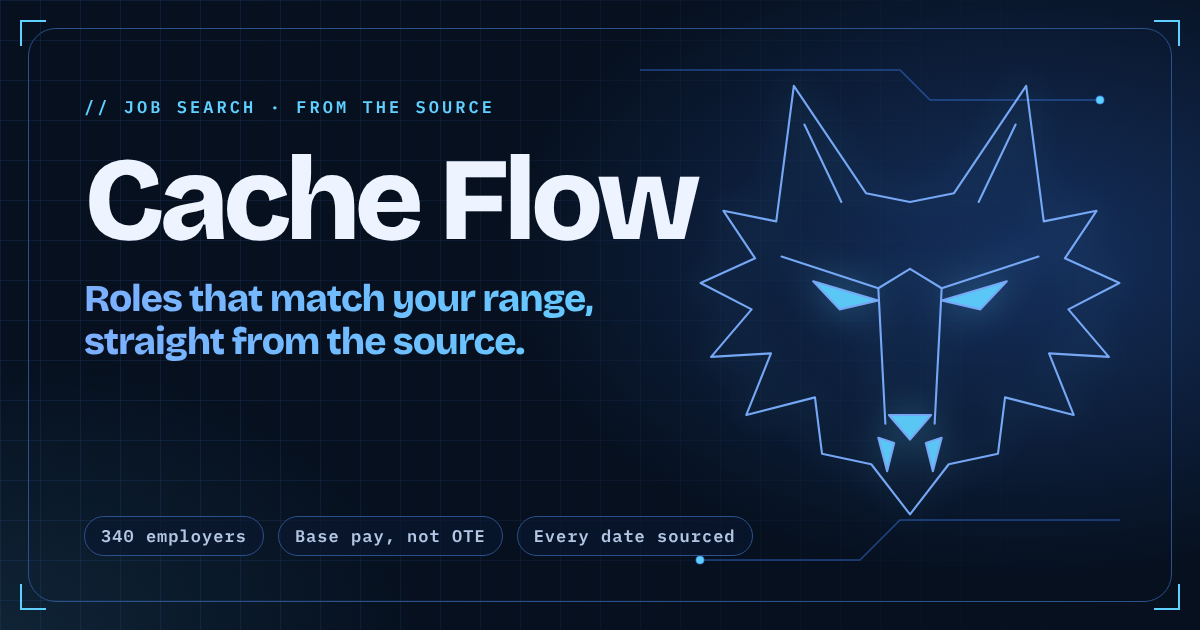 // JOB SEARCH · FROM THE SOURCE
Cache Flow
Roles that match your range,
straight from the source.
340 employers
Base pay, not OTE
Every date sourced